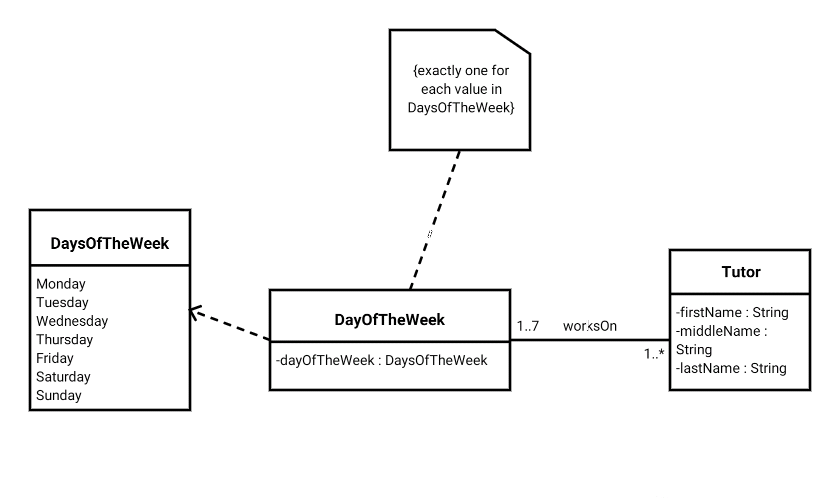 {exactly one for
each value in
DaysOfTheWeek}
DaysOfTheWeek
Monday
Tuesday
Wednesday
Thursday
Friday
Saturday
Sunday
DayOfTheWeek
-dayOfTheWeek : DaysOfTheWeek
1..7
worksOn
1..*
Tutor
-firstName : String
-middleName :
String
-lastName : String